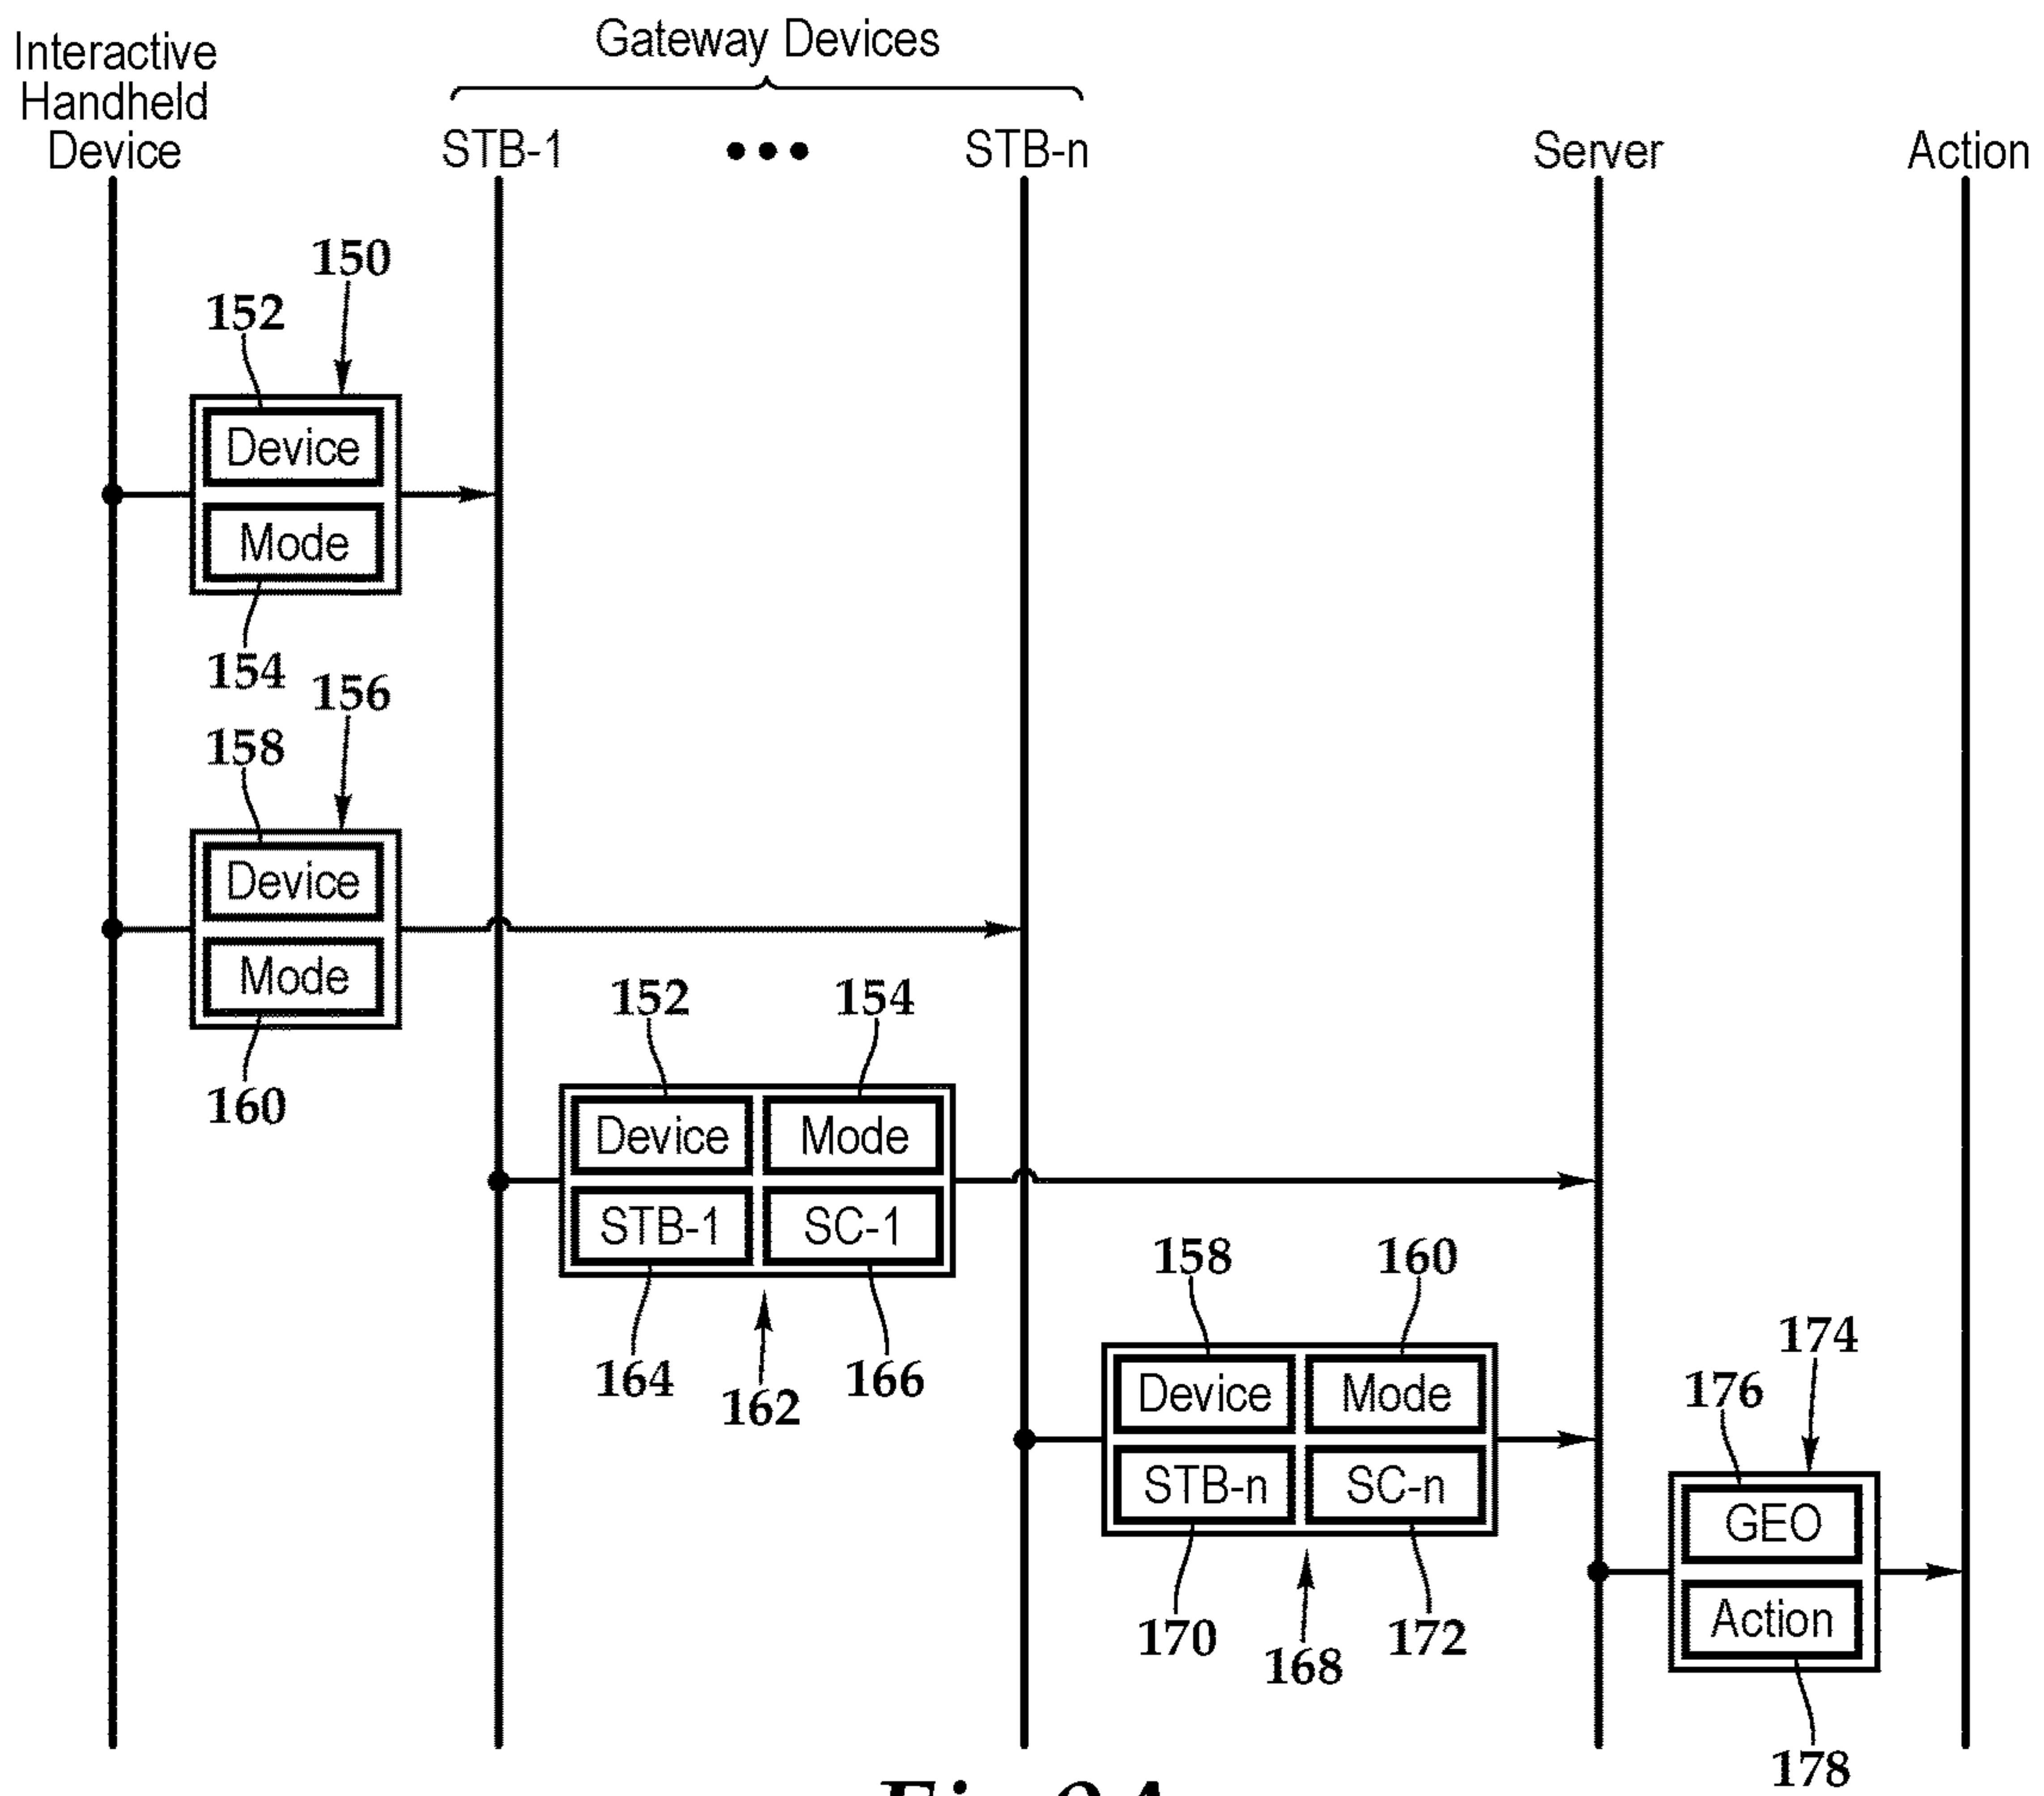 Gateway Devices
Interactive
Handheld
Device
STB-1
•••
STB-n
Server
Action
150
152
Device
Mode
154
156
158
Device
Mode
160
152
154
Device
Mode
STB-1
SC-1
164
162
166
158
160
Device
Mode
STB-n
SC-n
170
168
172
174
176
GEO
Action
178